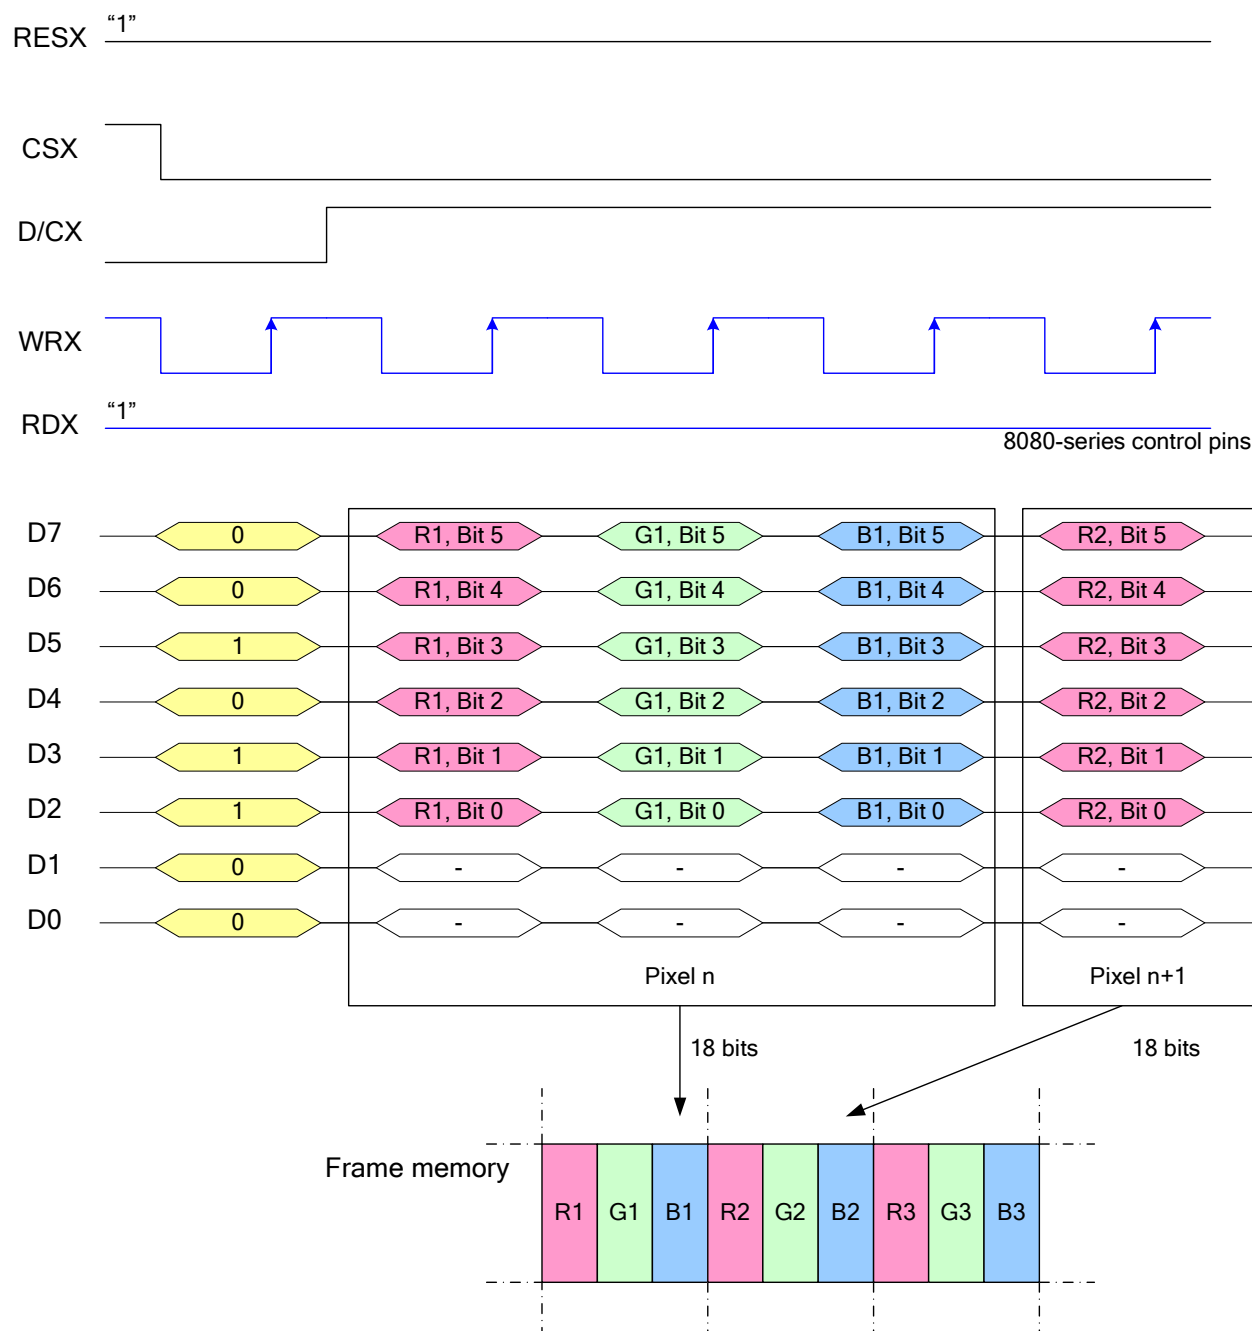 RESX “1”
CSX
D/CX
WRX
RDX “1”
8080-series control pins
D7 0 R1, Bit 5 G1, Bit 5 B1, Bit 5 R2, Bit 5
D6 0 R1, Bit 4 G1, Bit 4 B1, Bit 4 R2, Bit 4
D5 1 R1, Bit 3 G1, Bit 3 B1, Bit 3 R2, Bit 3
D4 0 R1, Bit 2 G1, Bit 2 B1, Bit 2 R2, Bit 2
D3 1 R1, Bit 1 G1, Bit 1 B1, Bit 1 R2, Bit 1
D2 1 R1, Bit 0 G1, Bit 0 B1, Bit 0 R2, Bit 0
D1 0 - - - -
D0 0 - - - -
Pixel n Pixel n+1
18 bits 18 bits
Frame memory
R1 G1 B1 R2 G2 B2 R3 G3 B3